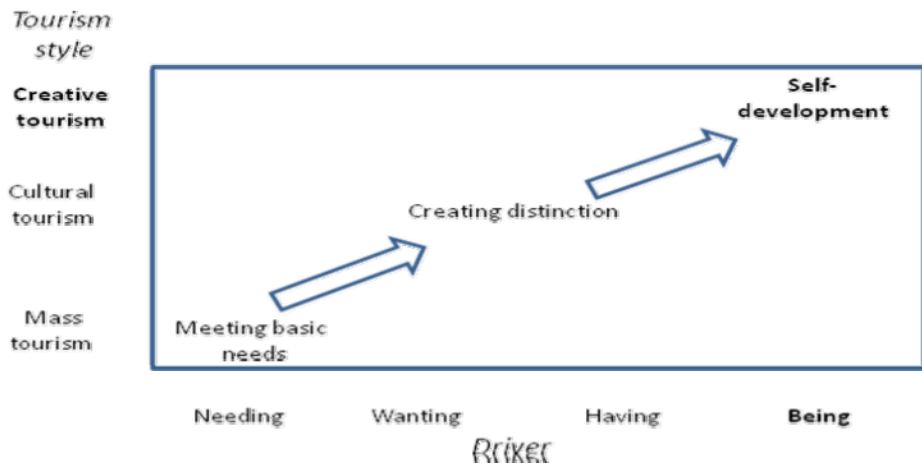 Tourism
style
Creative
tourism
Self-
development
Cultural
tourism
Creating distinction
Mass
tourism
Meeting basic
needs
Needing
Wanting
Having
Being